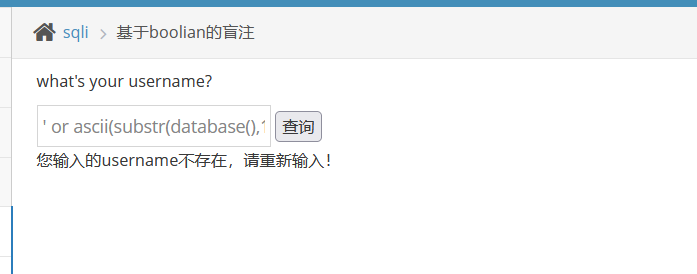 sqli > 基于boolian的盲注
what's your username?
' or ascii(substr(database(),1 查询
您输入的username不存在，请重新输入！